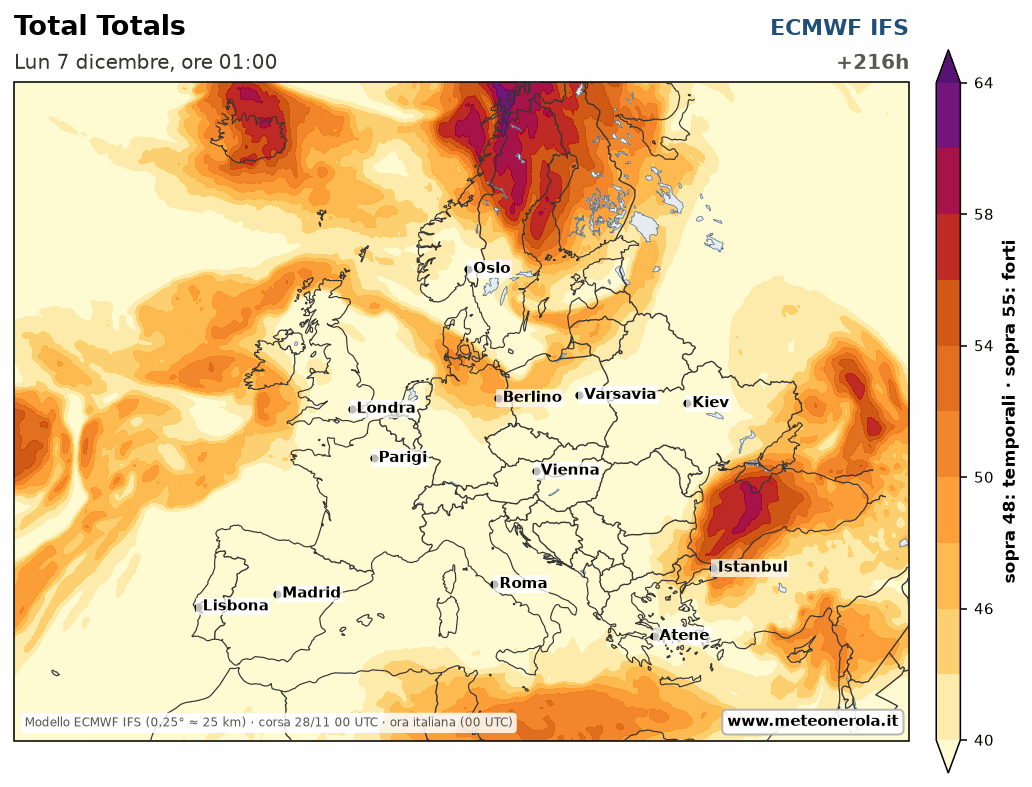 Total Totals
ECMWF IFS
Lun 7 dicembre, ore 01:00
+216h
64
58
54
50
46
40
sopra 48: temporali · sopra 55: forti
Oslo
Berlino
Varsavia
Kiev
Londra
Parigi
Vienna
Istanbul
Roma
Madrid
Lisbona
Atene
Modello ECMWF IFS (0,25° ≈ 25 km) · corsa 28/11 00 UTC · ora italiana (00 UTC)
www.meteonerola.it